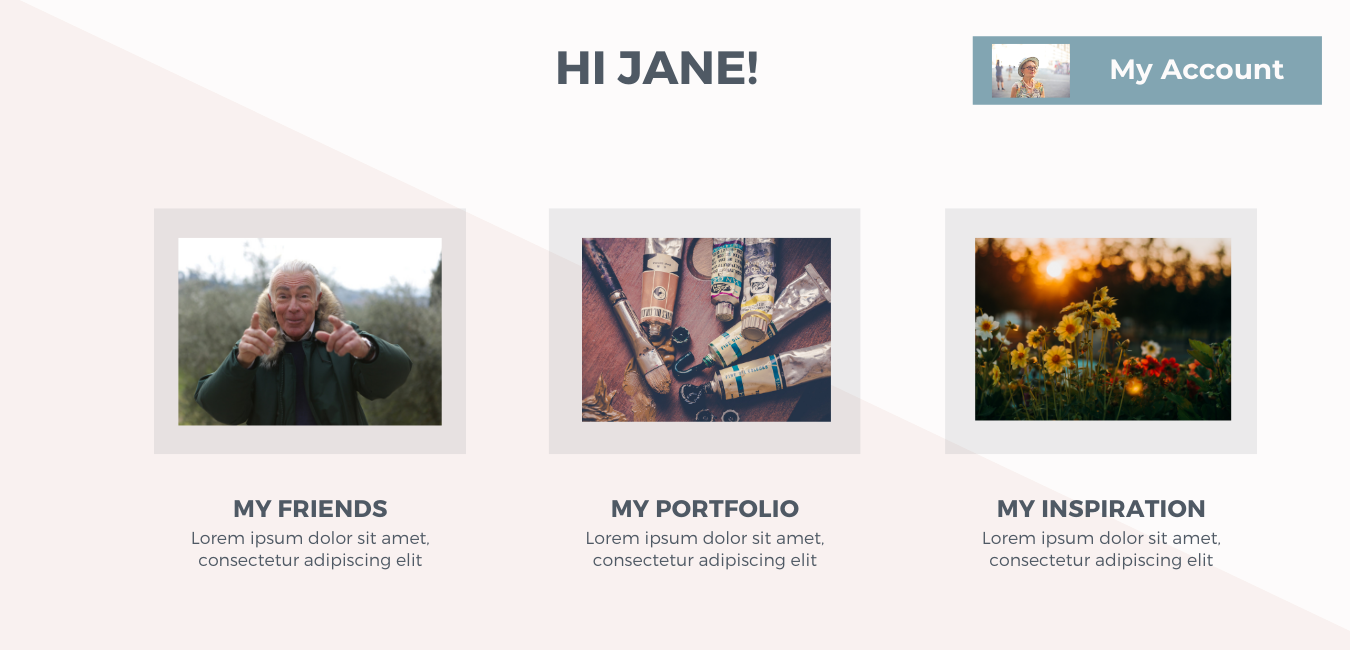 HI JANE!
My Account
MY FRIENDS
Lorem ipsum dolor sit amet,
consectetur adipiscing elit
MY PORTFOLIO
Lorem ipsum dolor sit amet,
consectetur adipiscing elit
MY INSPIRATION
Lorem ipsum dolor sit amet,
consectetur adipiscing elit